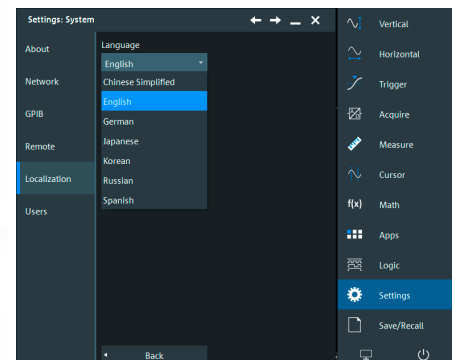 Settings: System
About
Network
GPIB
Remote
Localization
Users
Language
English
Chinese Simplified
English
German
Japanese
Korean
Russian
Spanish
Back
Vertical
Horizontal
Trigger
Acquire
Measure
Cursor
f(x) Math
Apps
Logic
Settings
Save/Recall